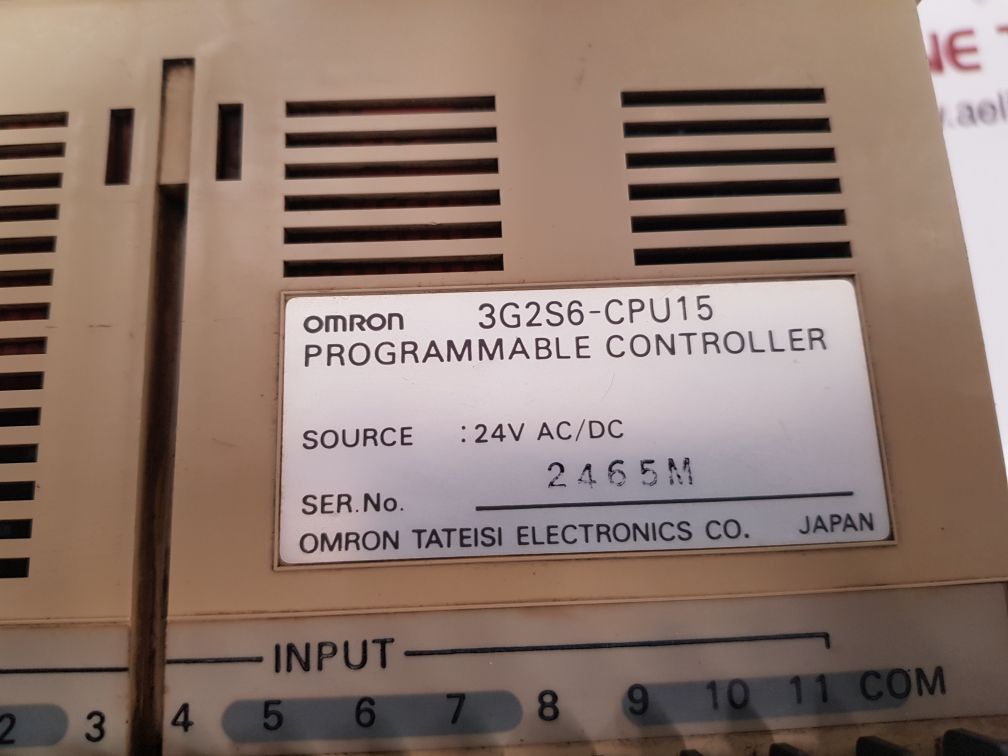 OMRON 3G2S6-CPU15
PROGRAMMABLE CONTROLLER
SOURCE : 24V AC/DC
SER.No. 2465M
OMRON TATEISI ELECTRONICS CO. JAPAN
INPUT
2 3 4 5 6 7 8 9 10 11 COM